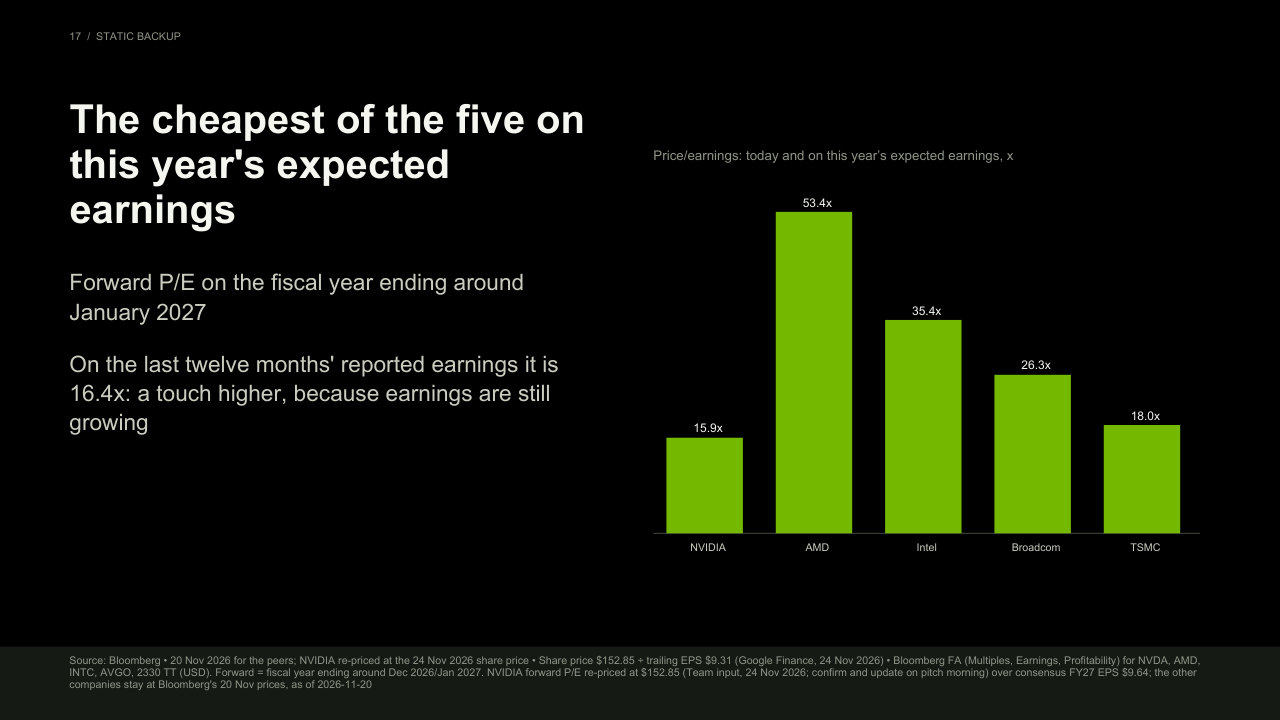 17 / STATIC BACKUP
The cheapest of the five on
this year's expected
earnings
Forward P/E on the fiscal year ending around
January 2027
On the last twelve months' reported earnings it is
16.4x: a touch higher, because earnings are still
growing
Price/earnings: today and on this year’s expected earnings, x
53.4x
35.4x
26.3x
18.0x
15.9x
NVIDIA AMD Intel Broadcom TSMC
Source: Bloomberg • 20 Nov 2026 for the peers; NVIDIA re-priced at the 24 Nov 2026 share price • Share price $152.85 ÷ trailing EPS $9.31 (Google Finance, 24 Nov 2026) • Bloomberg FA (Multiples, Earnings, Profitability) for NVDA, AMD,
INTC, AVGO, 2330 TT (USD). Forward = fiscal year ending around Dec 2026/Jan 2027. NVIDIA forward P/E re-priced at $152.85 (Team input, 24 Nov 2026; confirm and update on pitch morning) over consensus FY27 EPS $9.64; the other
companies stay at Bloomberg's 20 Nov prices, as of 2026-11-20